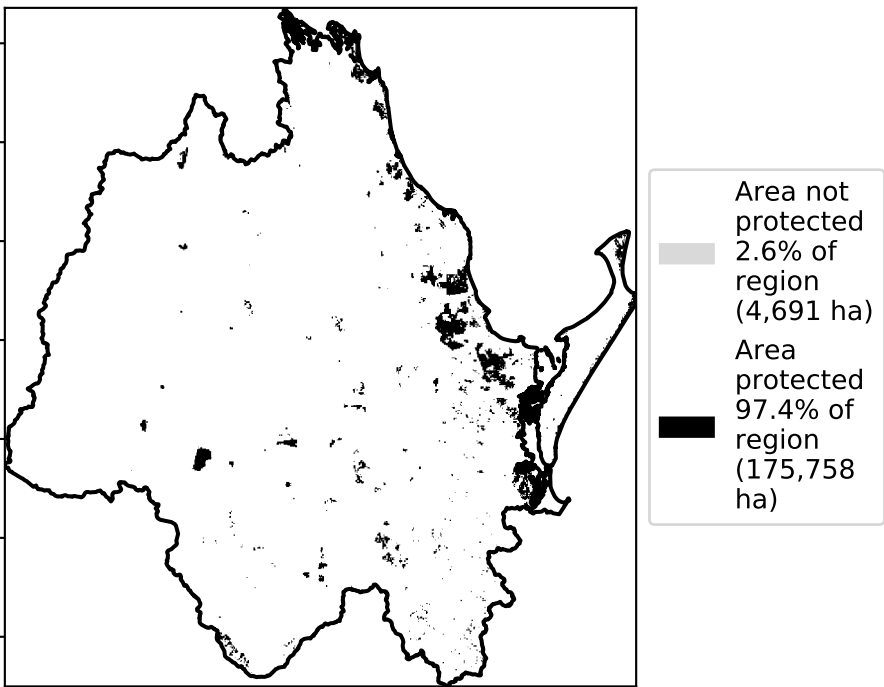 Area not
protected
2.6% of
region
(4,691 ha)
Area
protected
97.4% of
region
(175,758
ha)